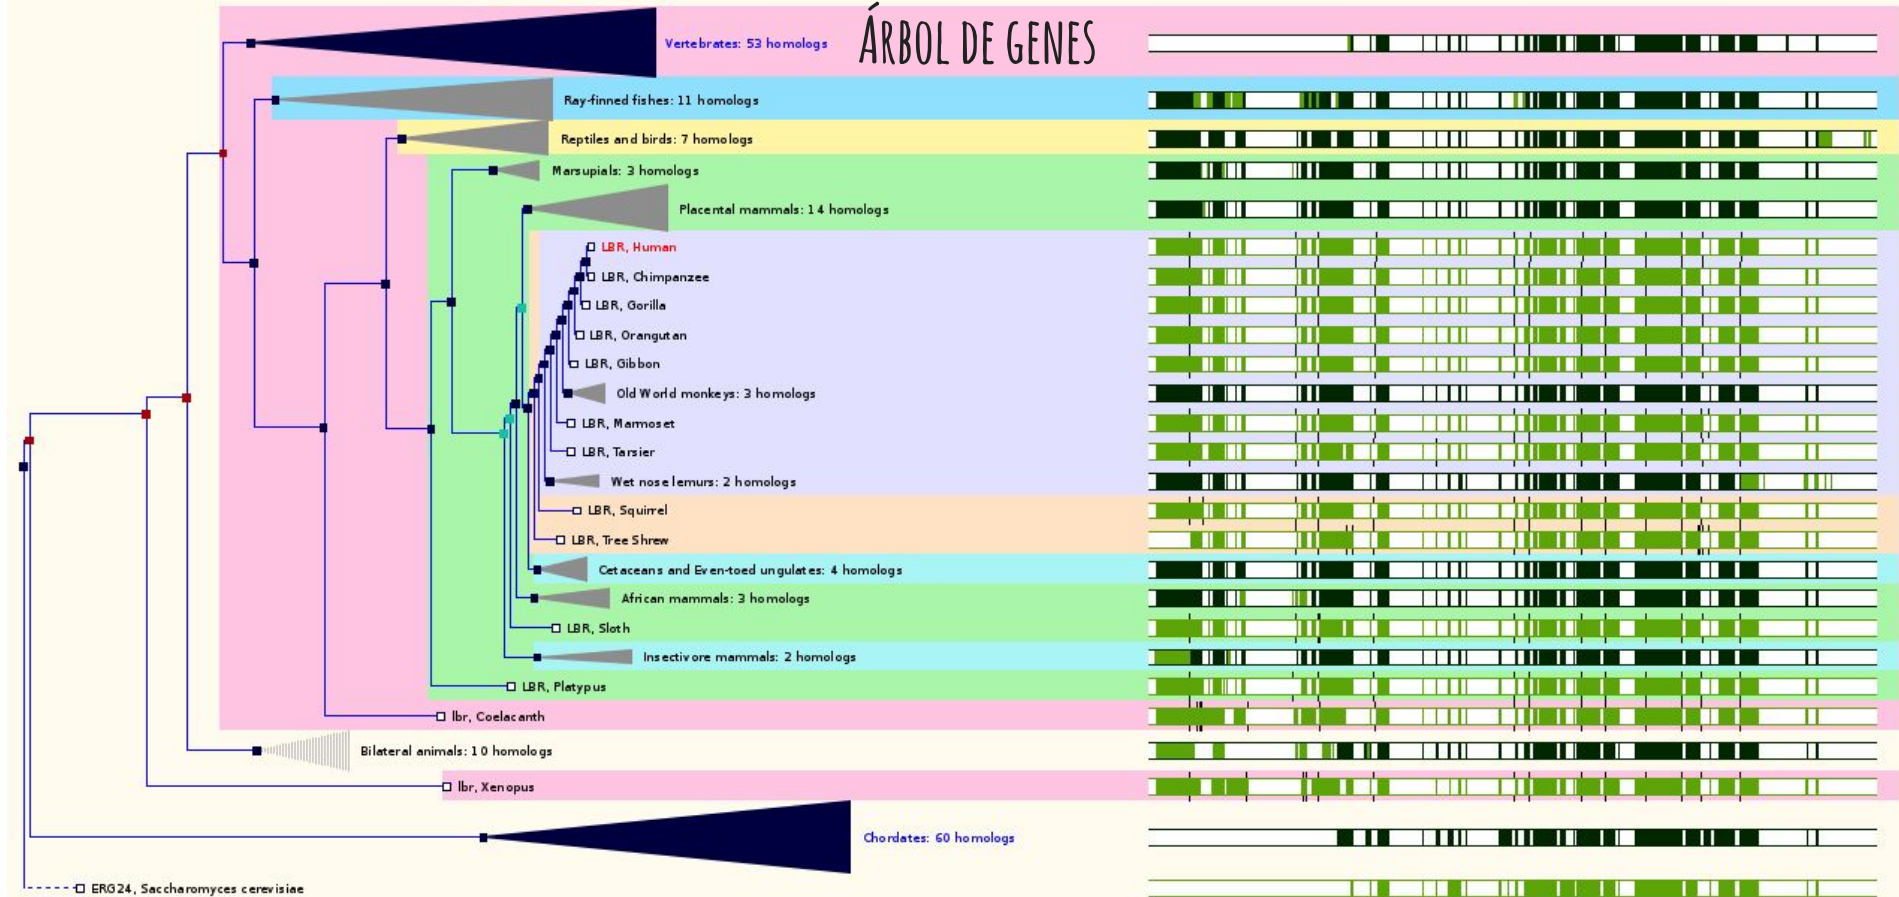 ÁRBOL DE GENES
Vertebrates: 53 homologs
Ray-finned fishes: 11 homologs
Reptiles and birds: 7 homologs
Marsupials: 3 homologs
Placental mammals: 14 homologs
LBR, Human
LBR, Chimpanzee
LBR, Gorilla
LBR, Orangutan
LBR, Gibbon
Old World monkeys: 3 homologs
LBR, Marmoset
LBR, Tarsier
Wet nose lemurs: 2 homologs
LBR, Squirrel
LBR, Tree Shrew
Cetaceans and Even-toed ungulates: 4 homologs
African mammals: 3 homologs
LBR, Sloth
Insectivore mammals: 2 homologs
LBR, Platypus
lbr, Coelacanth
Bilateral animals: 10 homologs
lbr, Xenopus
Chordates: 60 homologs
ERG24, Saccharomyces cerevisiae